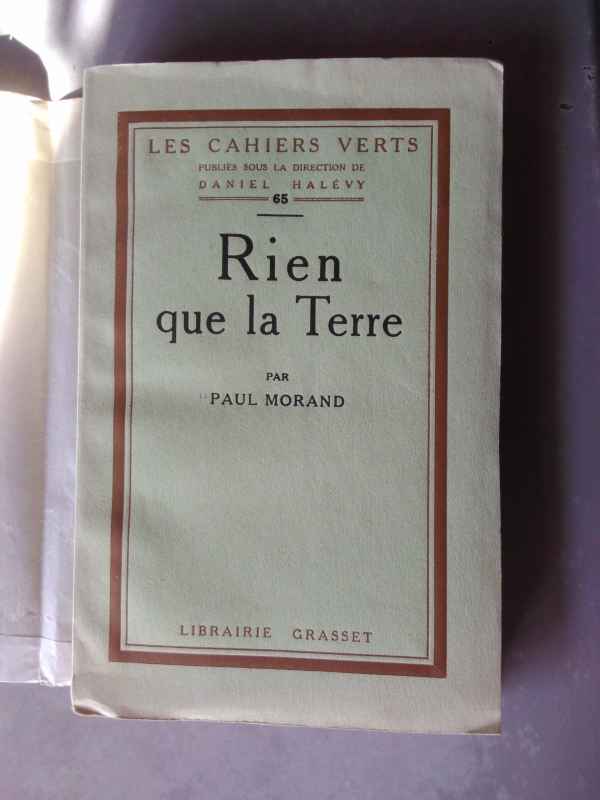 LES CAHIERS VERTS
PUBLIÉS SOUS LA DIRECTION DE
DANIEL HALÉVY
65
Rien
que la Terre
PAR
PAUL MORAND
LIBRAIRIE GRASSET